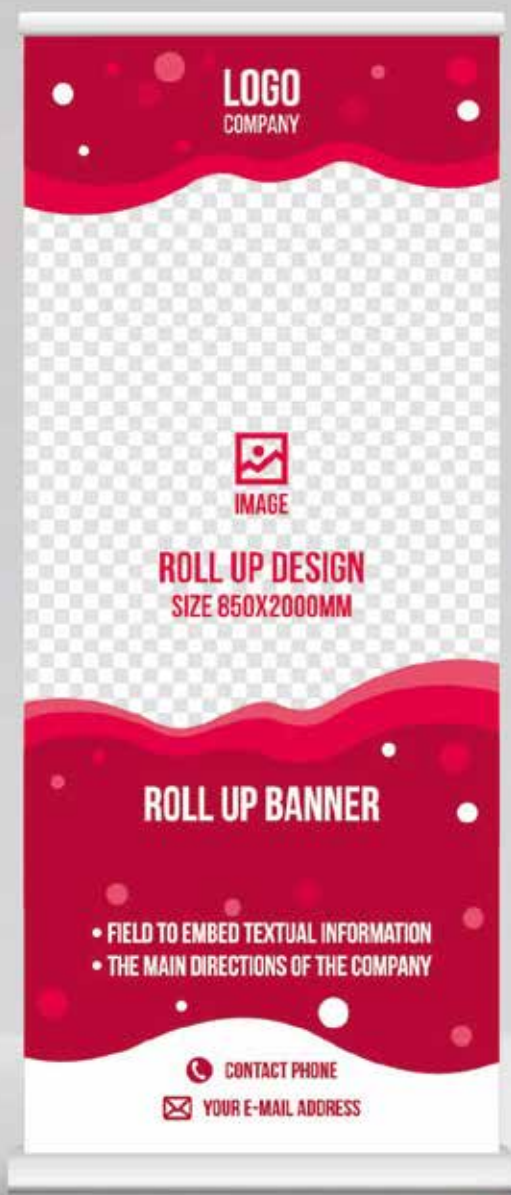 LOGO
COMPANY
IMAGE
ROLL UP DESIGN
SIZE 850X2000MM
ROLL UP BANNER
• FIELD TO EMBED TEXTUAL INFORMATION
• THE MAIN DIRECTIONS OF THE COMPANY
CONTACT PHONE
YOUR E-MAIL ADDRESS